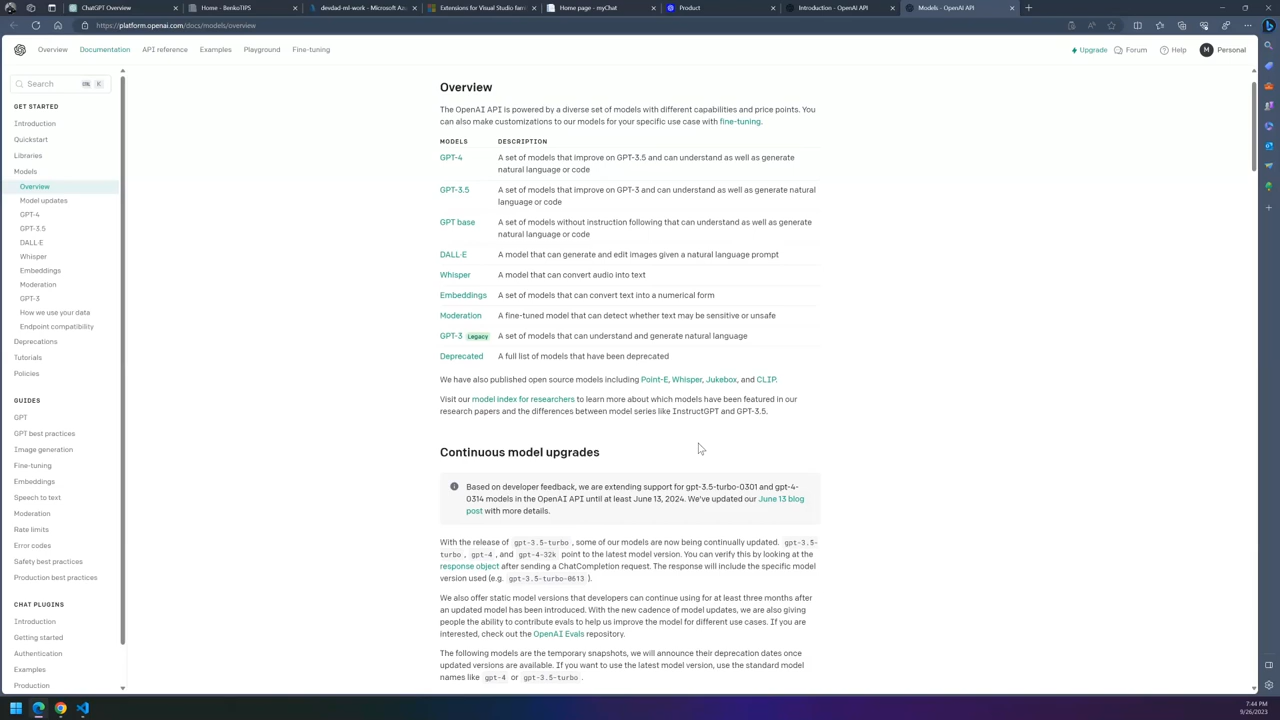 ChatGPT Overview
Home - BenkoTIPS
devdad-ml-work - Microsoft Azu
Extensions for Visual Studio fam
Home page - myChat
Product
Introduction - OpenAI API
Models - OpenAI API
https://platform.openai.com/docs/models/overview
Overview
Documentation
API reference
Examples
Playground
Fine-tuning
Upgrade
Forum
Help
M
Personal
Search
CTRL K
GET STARTED
Introduction
Quickstart
Libraries
Models
Overview
Model updates
GPT-4
GPT-3.5
DALL·E
Whisper
Embeddings
Moderation
GPT-3
How we use your data
Endpoint compatibility
Deprecations
Tutorials
Policies
GUIDES
GPT
GPT best practices
Image generation
Fine-tuning
Embeddings
Speech to text
Moderation
Rate limits
Error codes
Safety best practices
Production best practices
CHAT PLUGINS
Introduction
Getting started
Authentication
Examples
Production
Overview
The OpenAI API is powered by a diverse set of models with different capabilities and price points. You
can also make customizations to our models for your specific use case with fine-tuning.
MODELS DESCRIPTION
GPT-4 A set of models that improve on GPT-3.5 and can understand as well as generate
natural language or code
GPT-3.5 A set of models that improve on GPT-3 and can understand as well as generate natural
language or code
GPT base A set of models without instruction following that can understand as well as generate
natural language or code
DALL·E A model that can generate and edit images given a natural language prompt
Whisper A model that can convert audio into text
Embeddings A set of models that can convert text into a numerical form
Moderation A fine-tuned model that can detect whether text may be sensitive or unsafe
GPT-3 Legacy A set of models that can understand and generate natural language
Deprecated A full list of models that have been deprecated
We have also published open source models including Point-E, Whisper, Jukebox, and CLIP.
Visit our model index for researchers to learn more about which models have been featured in our
research papers and the differences between model series like InstructGPT and GPT-3.5.
Continuous model upgrades
Based on developer feedback, we are extending support for gpt-3.5-turbo-0301 and gpt-4-
0314 models in the OpenAI API until at least June 13, 2024. We've updated our June 13 blog
post with more details.
With the release of gpt-3.5-turbo , some of our models are now being continually updated. gpt-3.5-
turbo , gpt-4 , and gpt-4-32k point to the latest model version. You can verify this by looking at the
response object after sending a ChatCompletion request. The response will include the specific model
version used (e.g. gpt-3.5-turbo-0613 ).
We also offer static model versions that developers can continue using for at least three months after
an updated model has been introduced. With the new cadence of model updates, we are also giving
people the ability to contribute evals to help us improve the model for different use cases. If you are
interested, check out the OpenAI Evals repository.
The following models are the temporary snapshots, we will announce their deprecation dates once
updated versions are available. If you want to use the latest model version, use the standard model
names like gpt-4 or gpt-3.5-turbo .
7:44 PM
9/26/2023